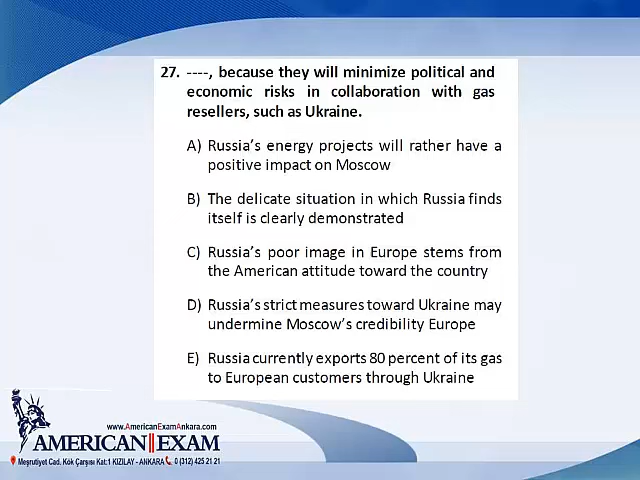 27. ----, because they will minimize political and
economic risks in collaboration with gas
resellers, such as Ukraine.
A) Russia's energy projects will rather have a
positive impact on Moscow
B) The delicate situation in which Russia finds
itself is clearly demonstrated
C) Russia's poor image in Europe stems from
the American attitude toward the country
D) Russia's strict measures toward Ukraine may
undermine Moscow's credibility Europe
E) Russia currently exports 80 percent of its gas
to European customers through Ukraine
www.AmericanExamAnkara.com
AMERICAN EXAM
Meşrutiyet Cad. Kök Çarşısı Kat:1 KIZILAY - ANKARA 0 (312) 425 21 21